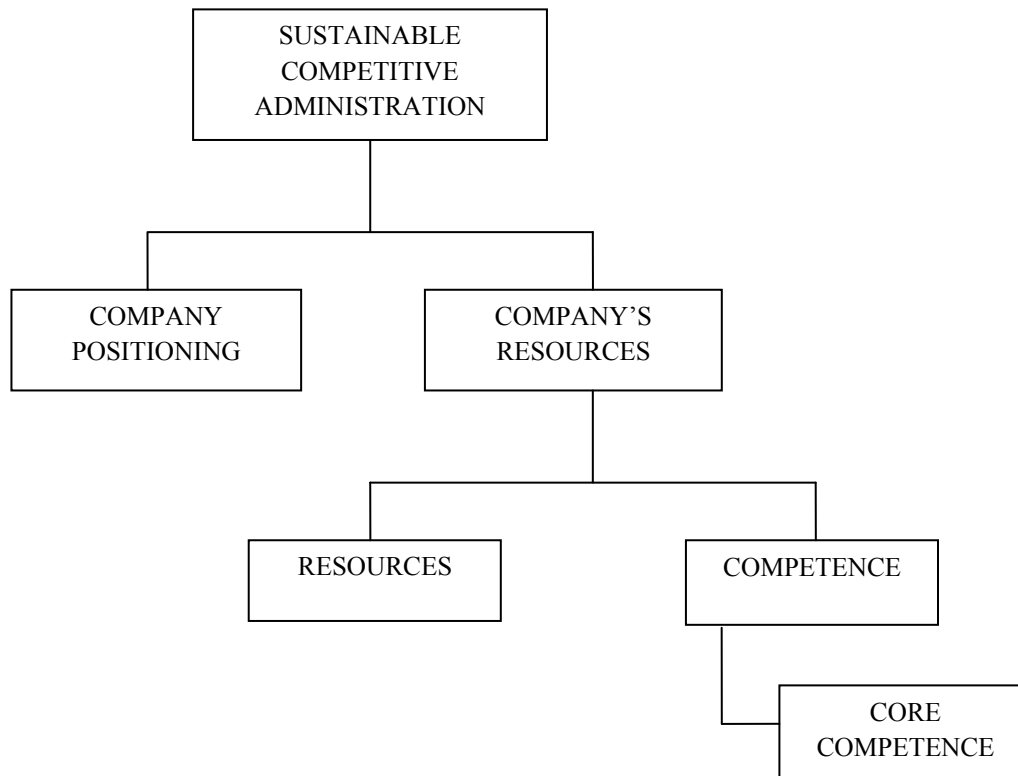 SUSTAINABLE
COMPETITIVE
ADMINISTRATION
COMPANY
POSITIONING
COMPANY’S
RESOURCES
RESOURCES
COMPETENCE
CORE
COMPETENCE